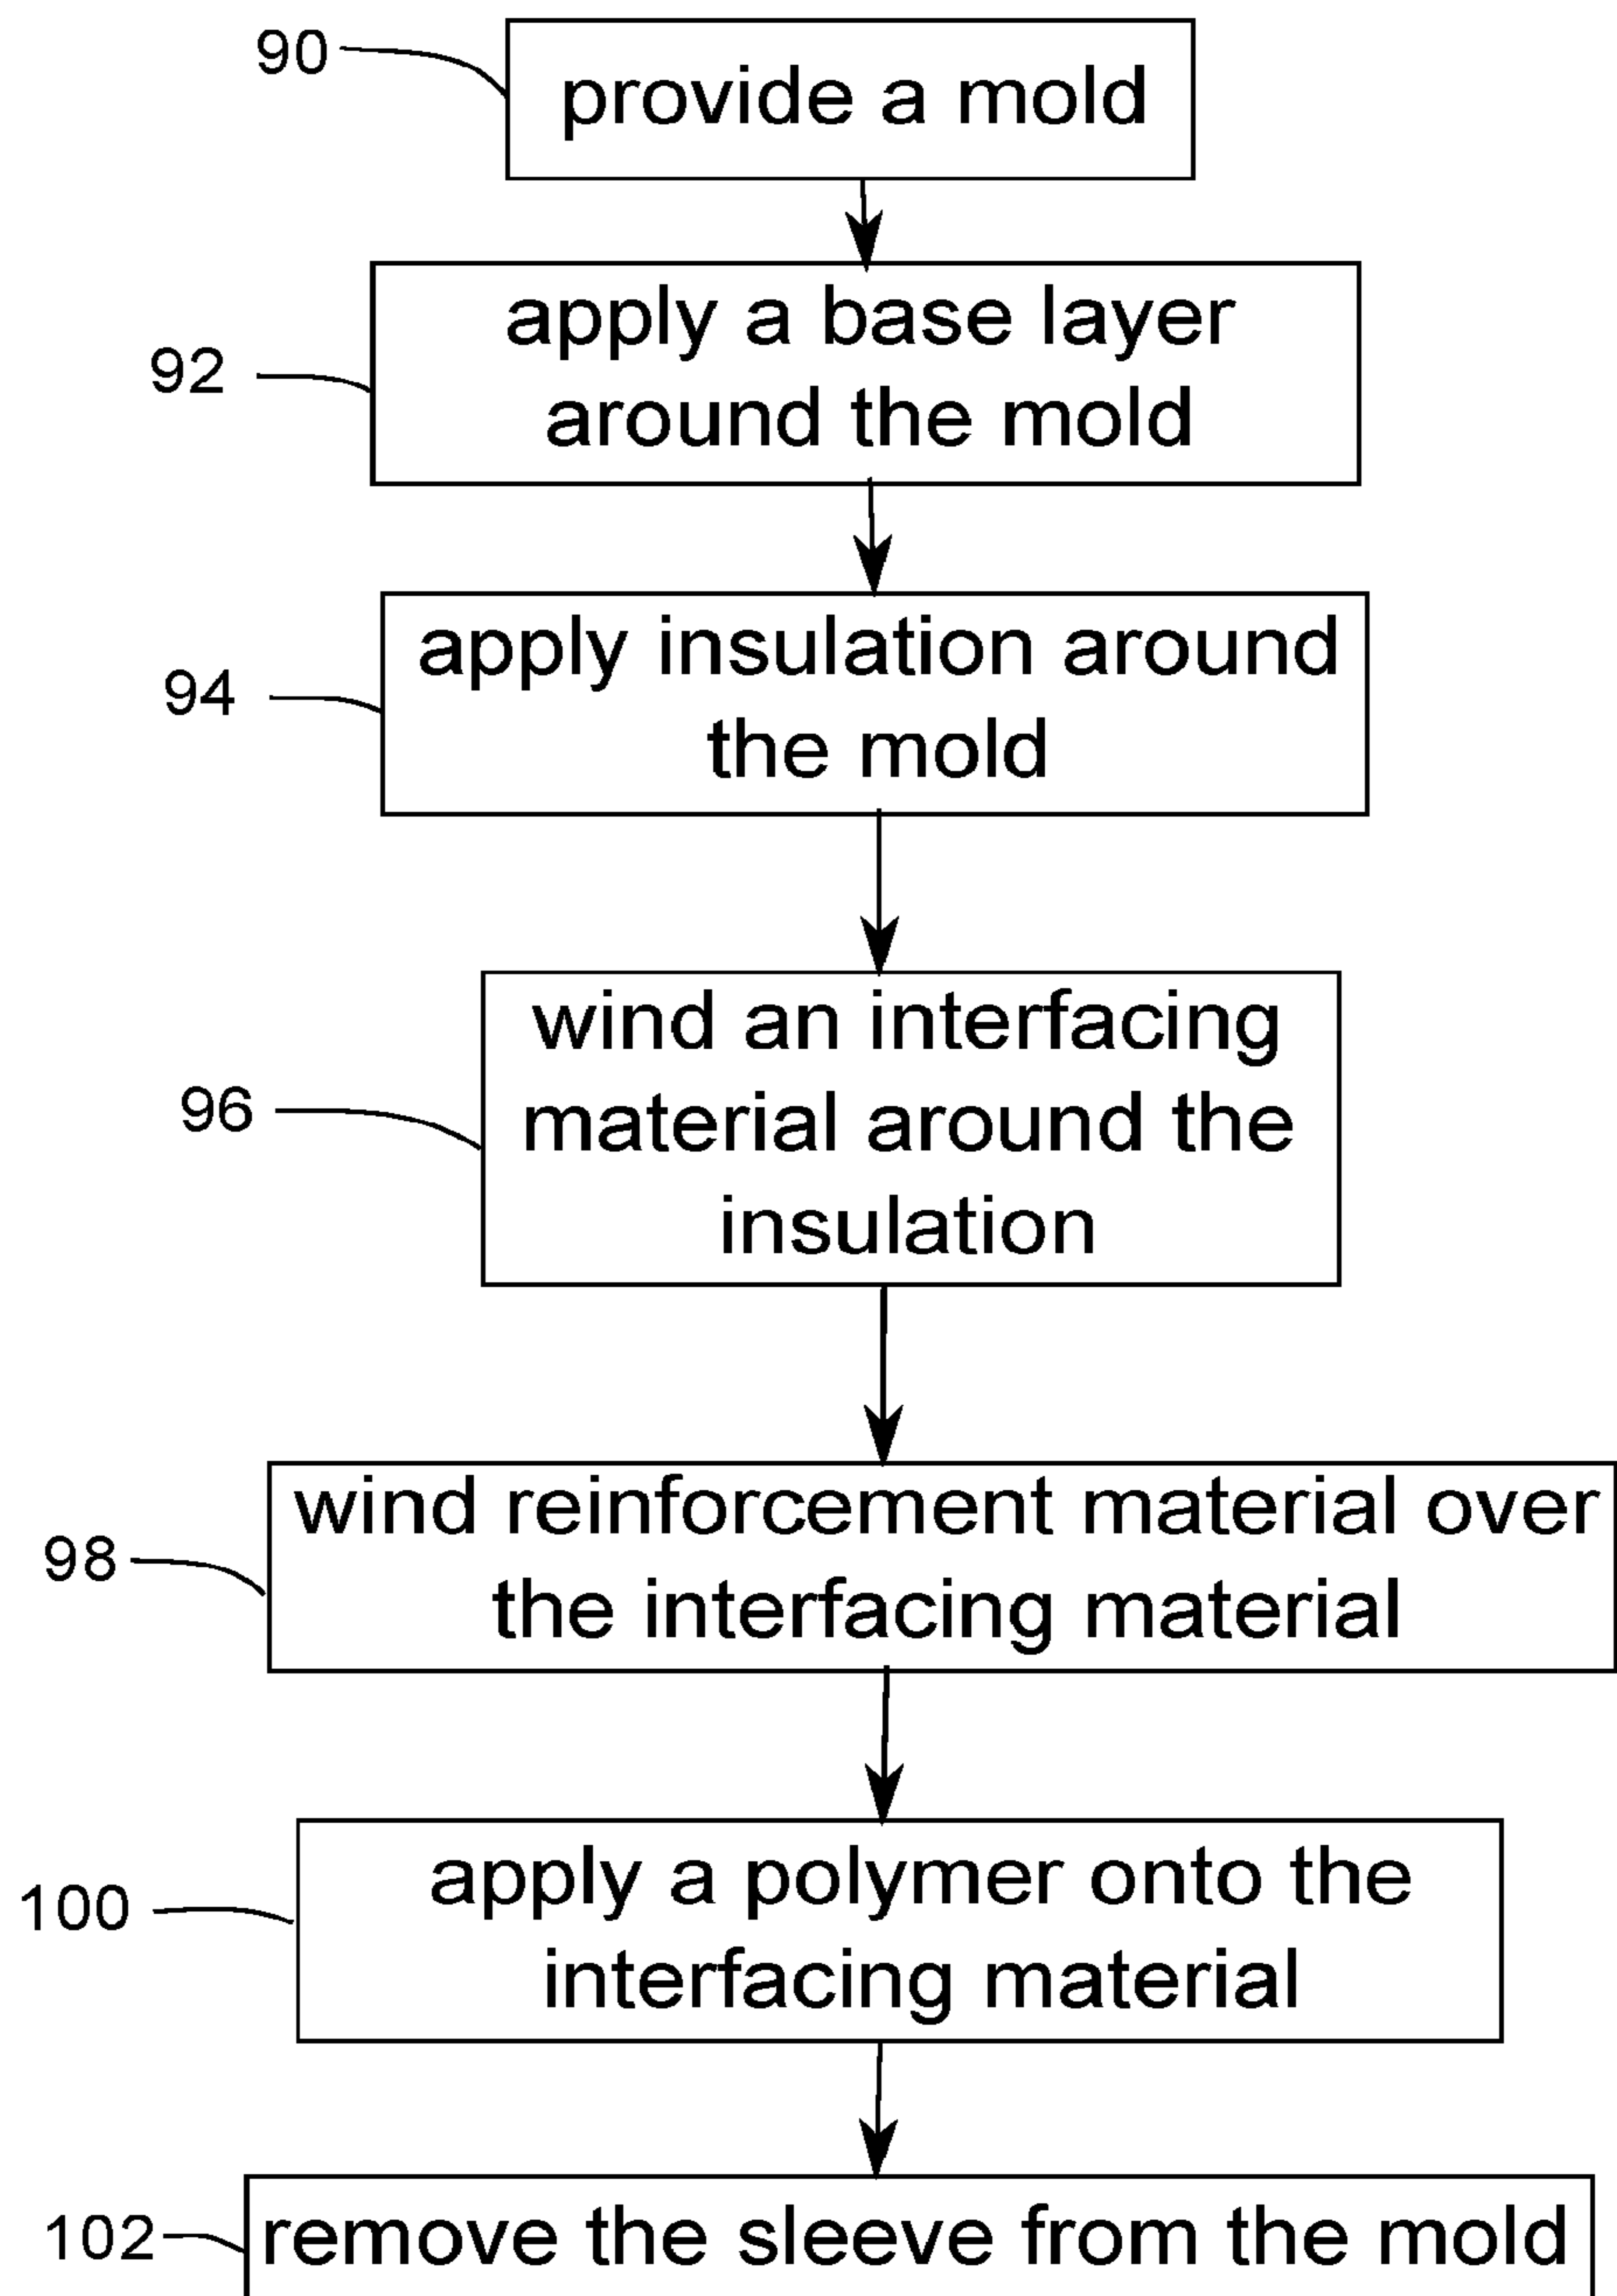 90
provide a mold
92
apply a base layer
around the mold
94
apply insulation around
the mold
96
wind an interfacing
material around the
insulation
98
wind reinforcement material over
the interfacing material
100
apply a polymer onto the
interfacing material
102
remove the sleeve from the mold